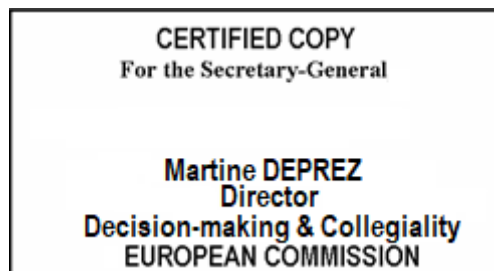 CERTIFIED COPY
For the Secretary-General
Martine DEPREZ
Director
Decision-making & Collegiality
EUROPEAN COMMISSION